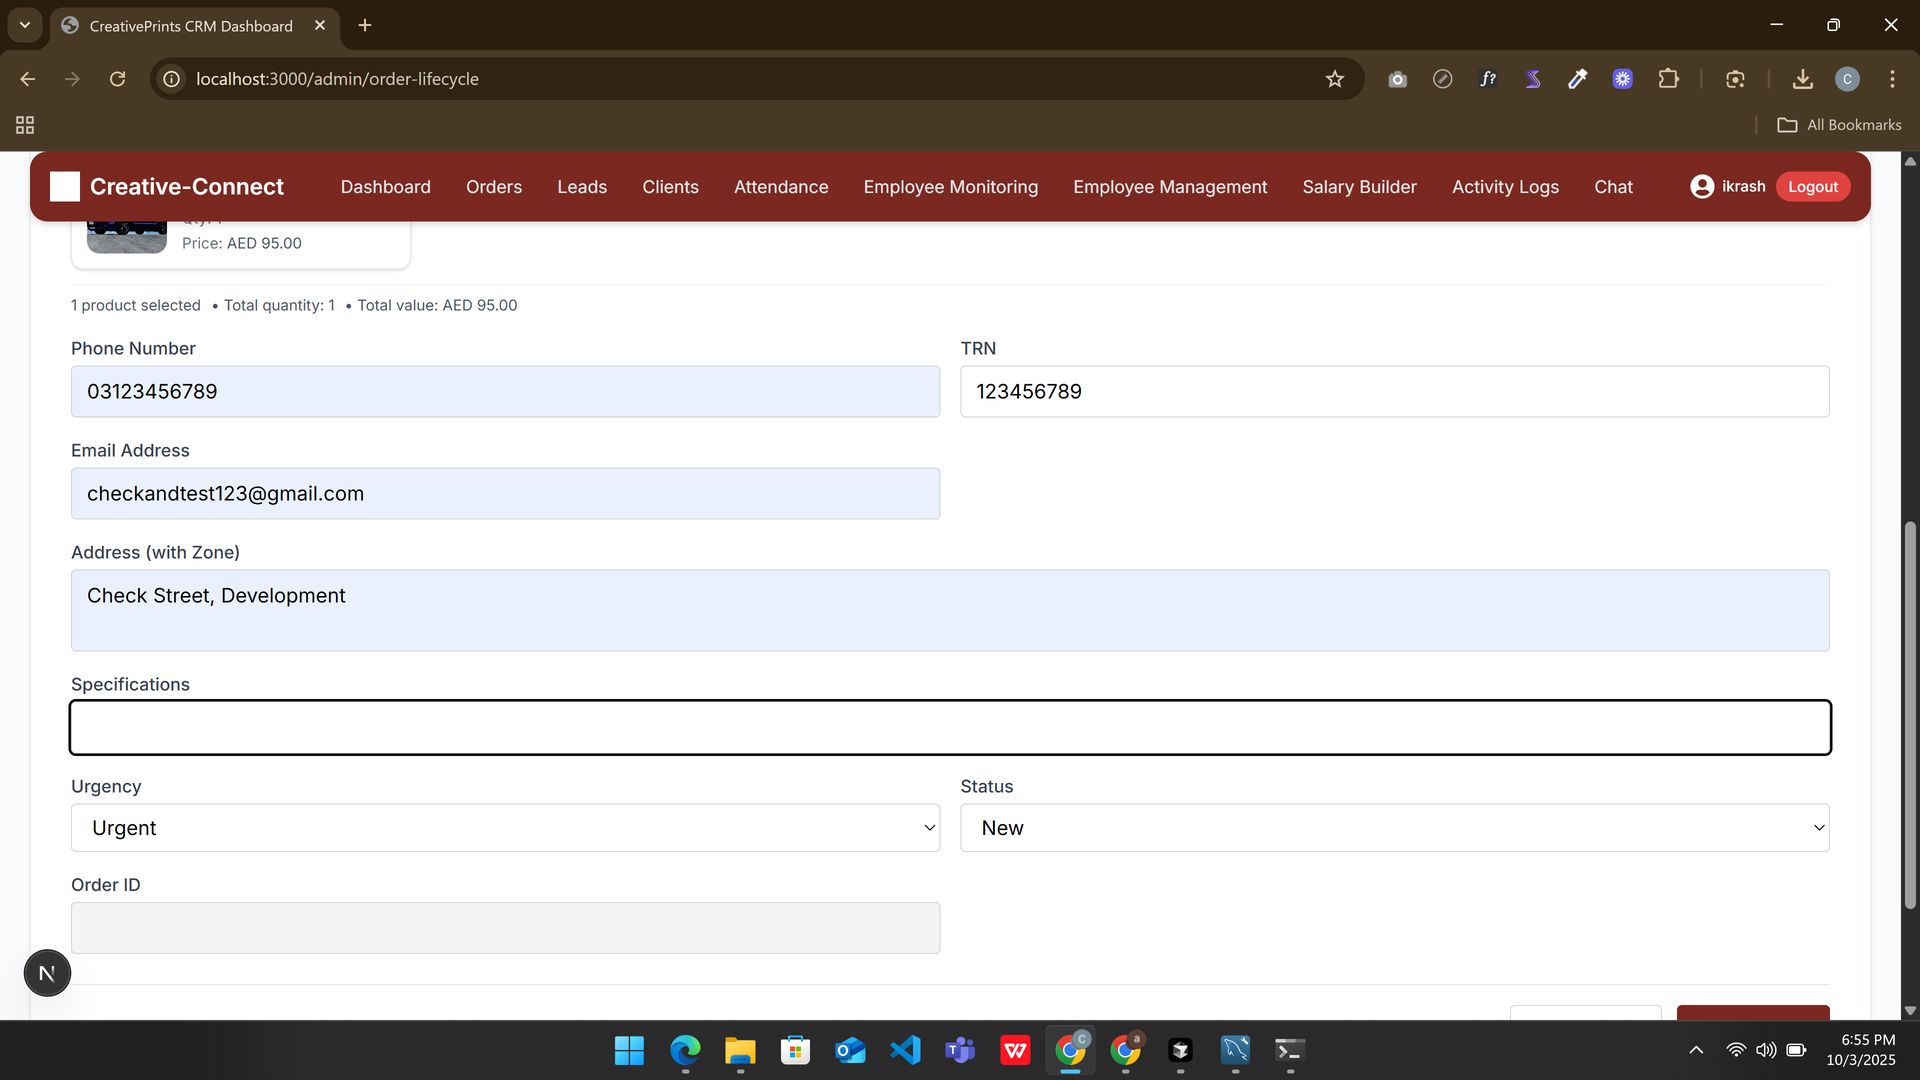 CreativePrints CRM Dashboard
localhost:3000/admin/order-lifecycle
f?
C
All Bookmarks
Creative-Connect Dashboard Orders Leads Clients Attendance Employee Monitoring Employee Management Salary Builder Activity Logs Chat ikrash Logout
Price: AED 95.00
1 product selected • Total quantity: 1 • Total value: AED 95.00
Phone Number TRN
03123456789 123456789
Email Address
checkandtest123@gmail.com
Address (with Zone)
Check Street, Development
Specifications
Urgency Status
Urgent New
Order ID
N
6:55 PM
10/3/2025